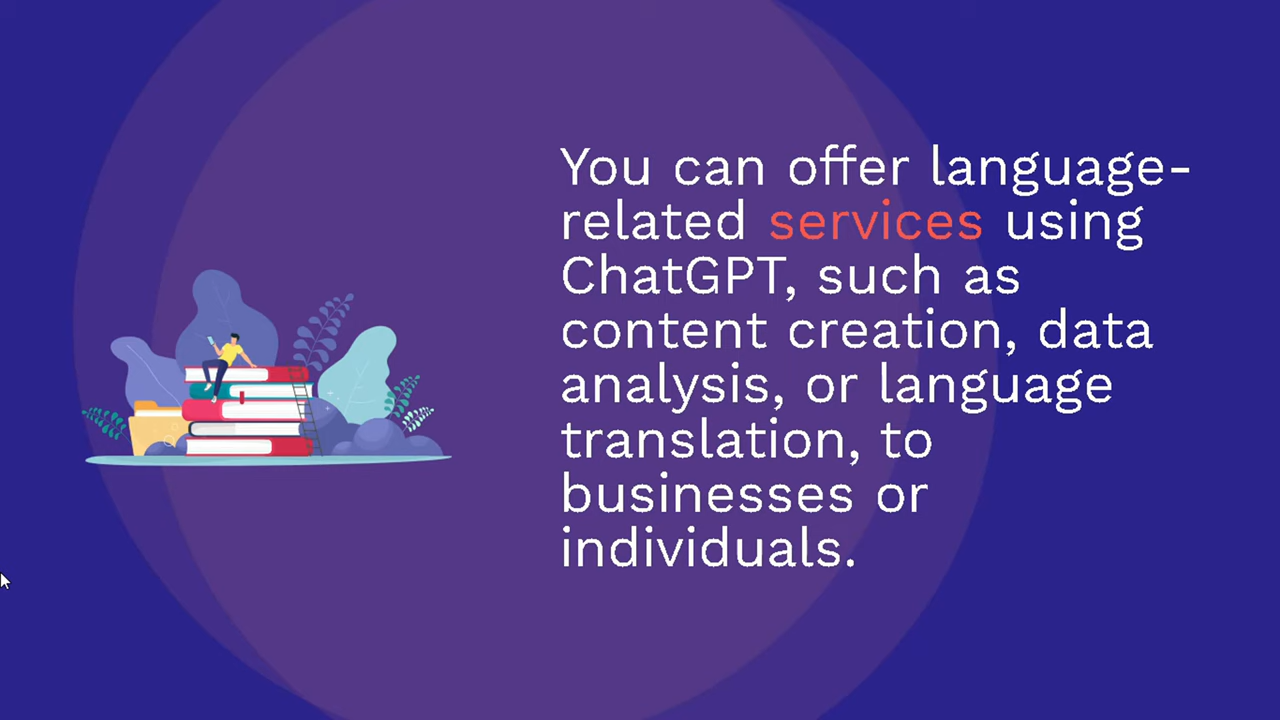 You can offer language-
related services using
ChatGPT, such as
content creation, data
analysis, or language
translation, to
businesses or
individuals.